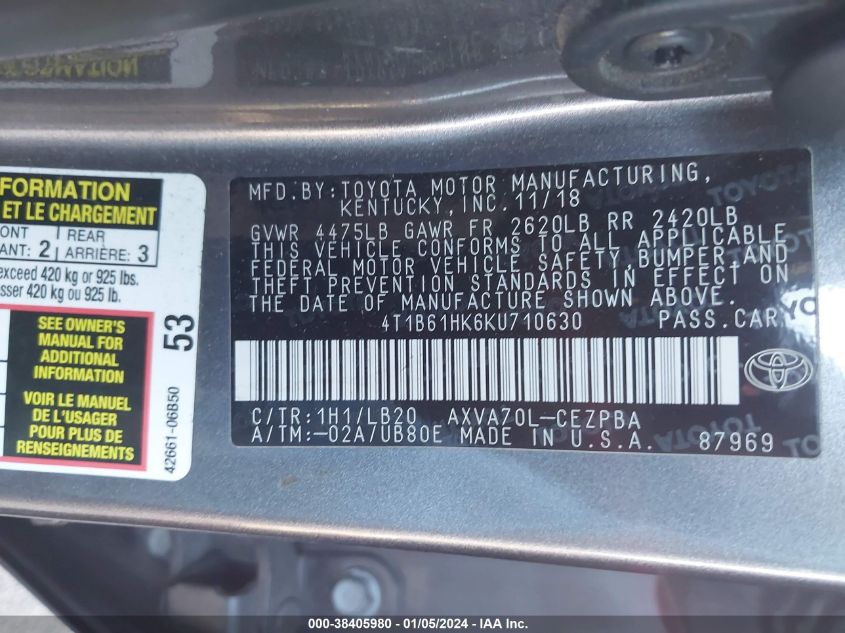 FORMATION
ET LE CHARGEMENT
ONT
ANT: 2
REAR
ARRIÈRE: 3
exceed 420 kg or 925 lbs.
sser 420 kg ou 925 lb.
SEE OWNER'S
MANUAL FOR
ADDITIONAL
INFORMATION
VOIR LE MANUEL
DE L'USAGER
POUR PLUS DE
RENSEIGNEMENTS
53
42661-06B50
MFD.BY:TOYOTA MOTOR MANUFACTURING,
KENTUCKY,INC.11/18
GVWR 4475LB GAWR FR 2620LB RR 2420LB
THIS VEHICLE CONFORMS TO ALL APPLICABLE
FEDERAL MOTOR VEHICLE SAFETY,BUMPER,AND
THEFT PREVENTION STANDARDS IN EFFECT ON
THE DATE OF MANUFACTURE SHOWN ABOVE.
4T1B61HK6KU710630 PASS.CAR
C/TR:1H1/LB20 AXVA70L-CEZPBA
A/TM:-02A/UB80E MADE IN U.S.A. 87969
TOYOTA
000-38405980 - 01/05/2024 - IAA Inc.